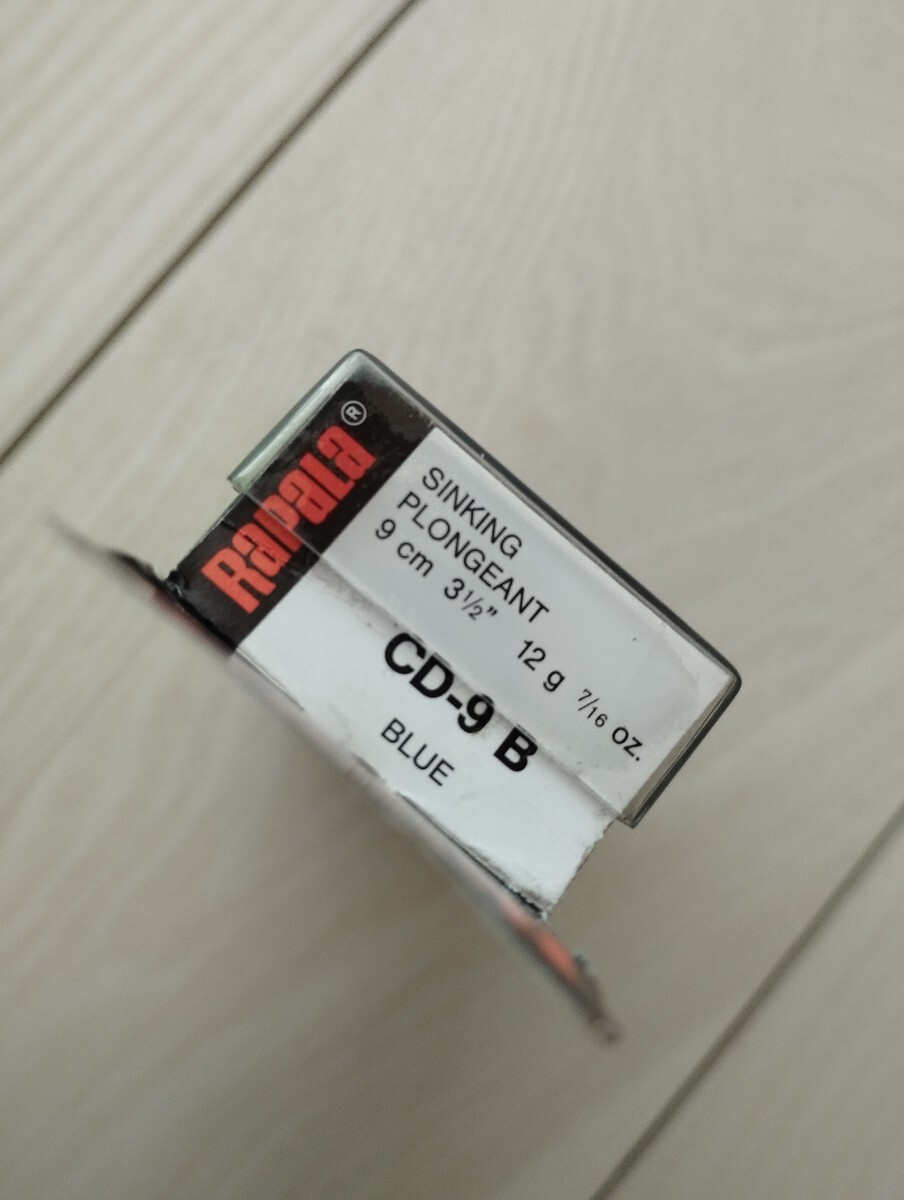 Rapala®
SINKING
PLONGEANT
9 cm 3½” 12 g 7/16 oz.
CD-9 B
BLUE